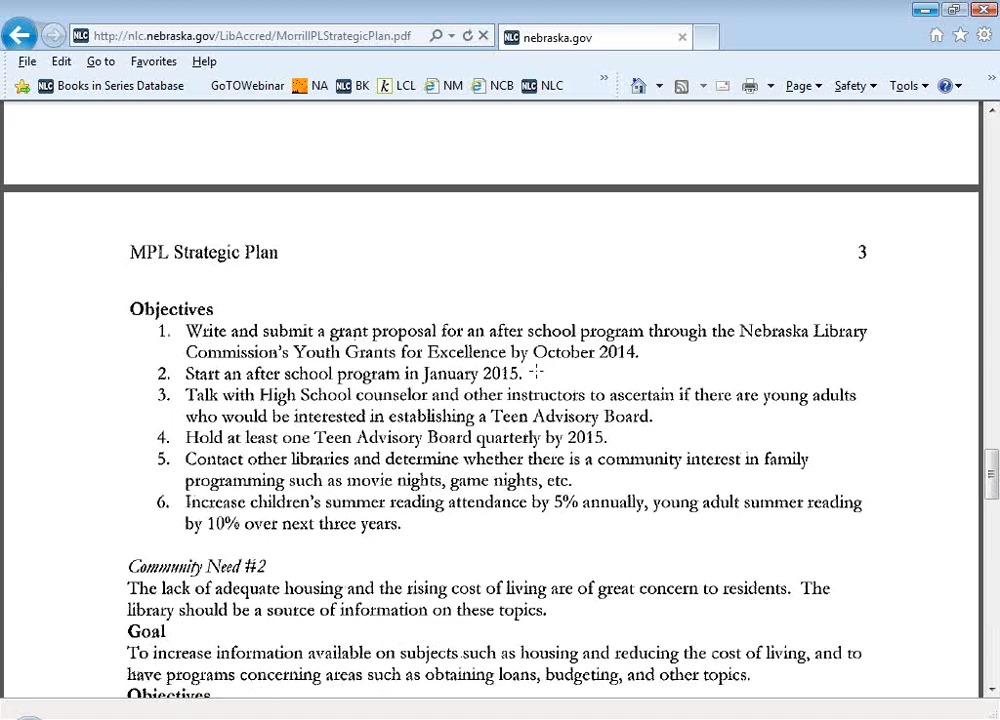 NLC http://nlc.nebraska.gov/LibAccred/MorrillPLStrategicPlan.pdf
NLC nebraska.gov
File Edit Go to Favorites Help
NLC Books in Series Database GoTOWebinar NA NLC BK k LCL NM NCB NLC » Page Safety Tools »
MPL Strategic Plan 3
Objectives
1. Write and submit a grant proposal for an after school program through the Nebraska Library
Commission's Youth Grants for Excellence by October 2014.
2. Start an after school program in January 2015.
3. Talk with High School counselor and other instructors to ascertain if there are young adults
who would be interested in establishing a Teen Advisory Board.
4. Hold at least one Teen Advisory Board quarterly by 2015.
5. Contact other libraries and determine whether there is a community interest in family
programming such as movie nights, game nights, etc.
6. Increase children's summer reading attendance by 5% annually, young adult summer reading
by 10% over next three years.
Community Need #2
The lack of adequate housing and the rising cost of living are of great concern to residents. The
library should be a source of information on these topics.
Goal
To increase information available on subjects such as housing and reducing the cost of living, and to
have programs concerning areas such as obtaining loans, budgeting, and other topics.
Objectives